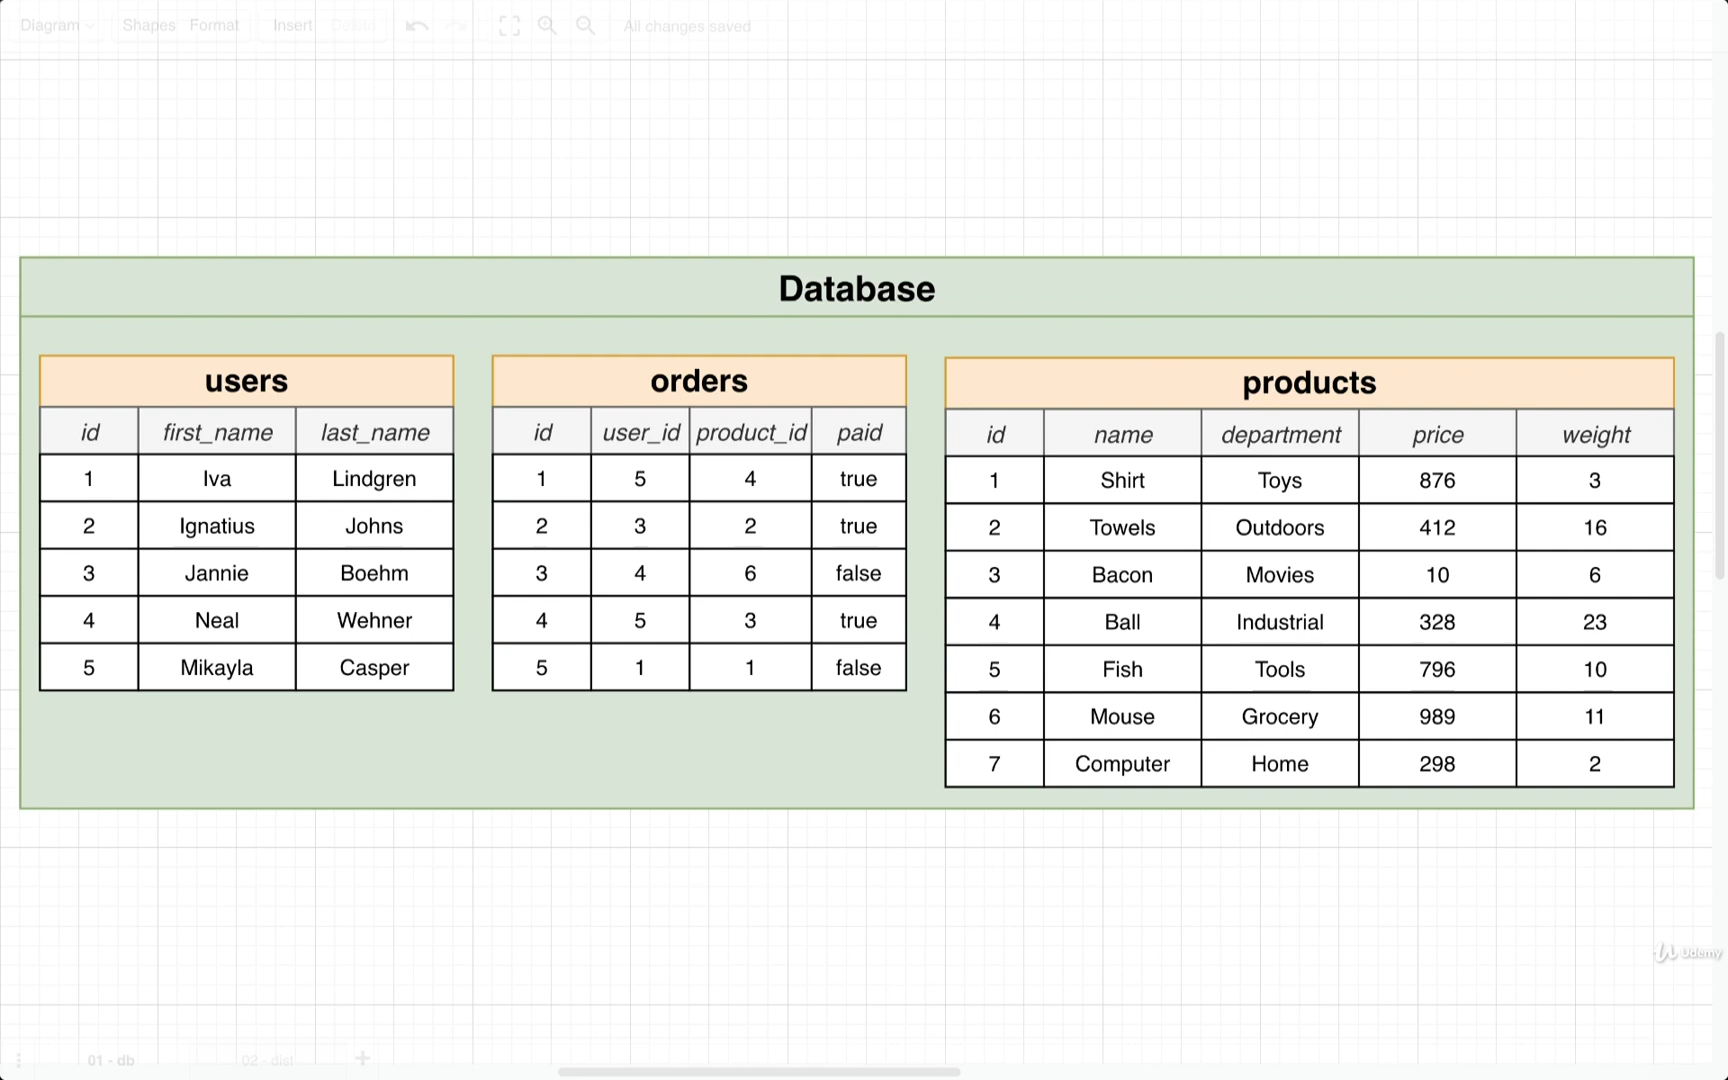 Diagram Shapes Format Insert Delete All changes saved
Database
users
id first_name last_name
1 Iva Lindgren
2 Ignatius Johns
3 Jannie Boehm
4 Neal Wehner
5 Mikayla Casper
orders
id user_id product_id paid
1 5 4 true
2 3 2 true
3 4 6 false
4 5 3 true
5 1 1 false
products
id name department price weight
1 Shirt Toys 876 3
2 Towels Outdoors 412 16
3 Bacon Movies 10 6
4 Ball Industrial 328 23
5 Fish Tools 796 10
6 Mouse Grocery 989 11
7 Computer Home 298 2
Udemy
01 - db 02 - dist